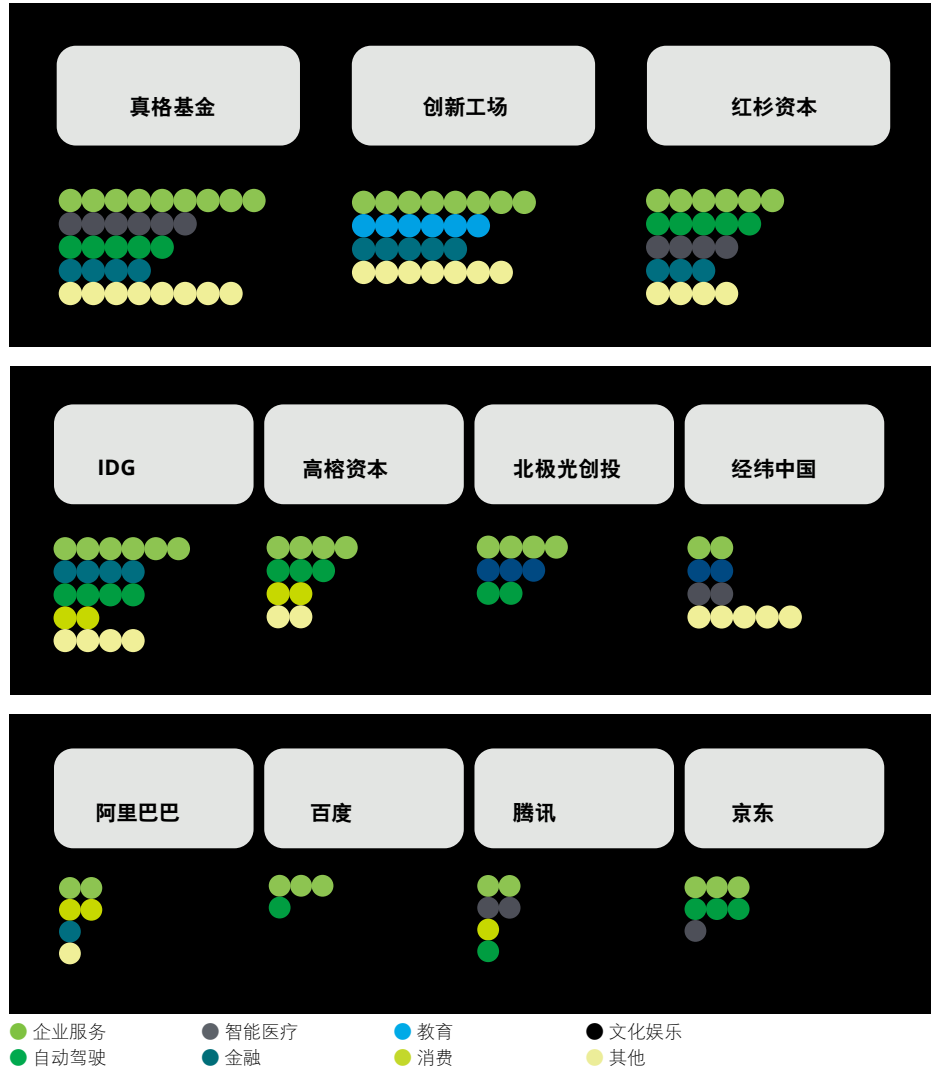 真格基金 创新工场 红杉资本
IDG 高榕资本 北极光创投 经纬中国
阿里巴巴 百度 腾讯 京东
企业服务 智能医疗 教育 文化娱乐
自动驾驶 金融 消费 其他